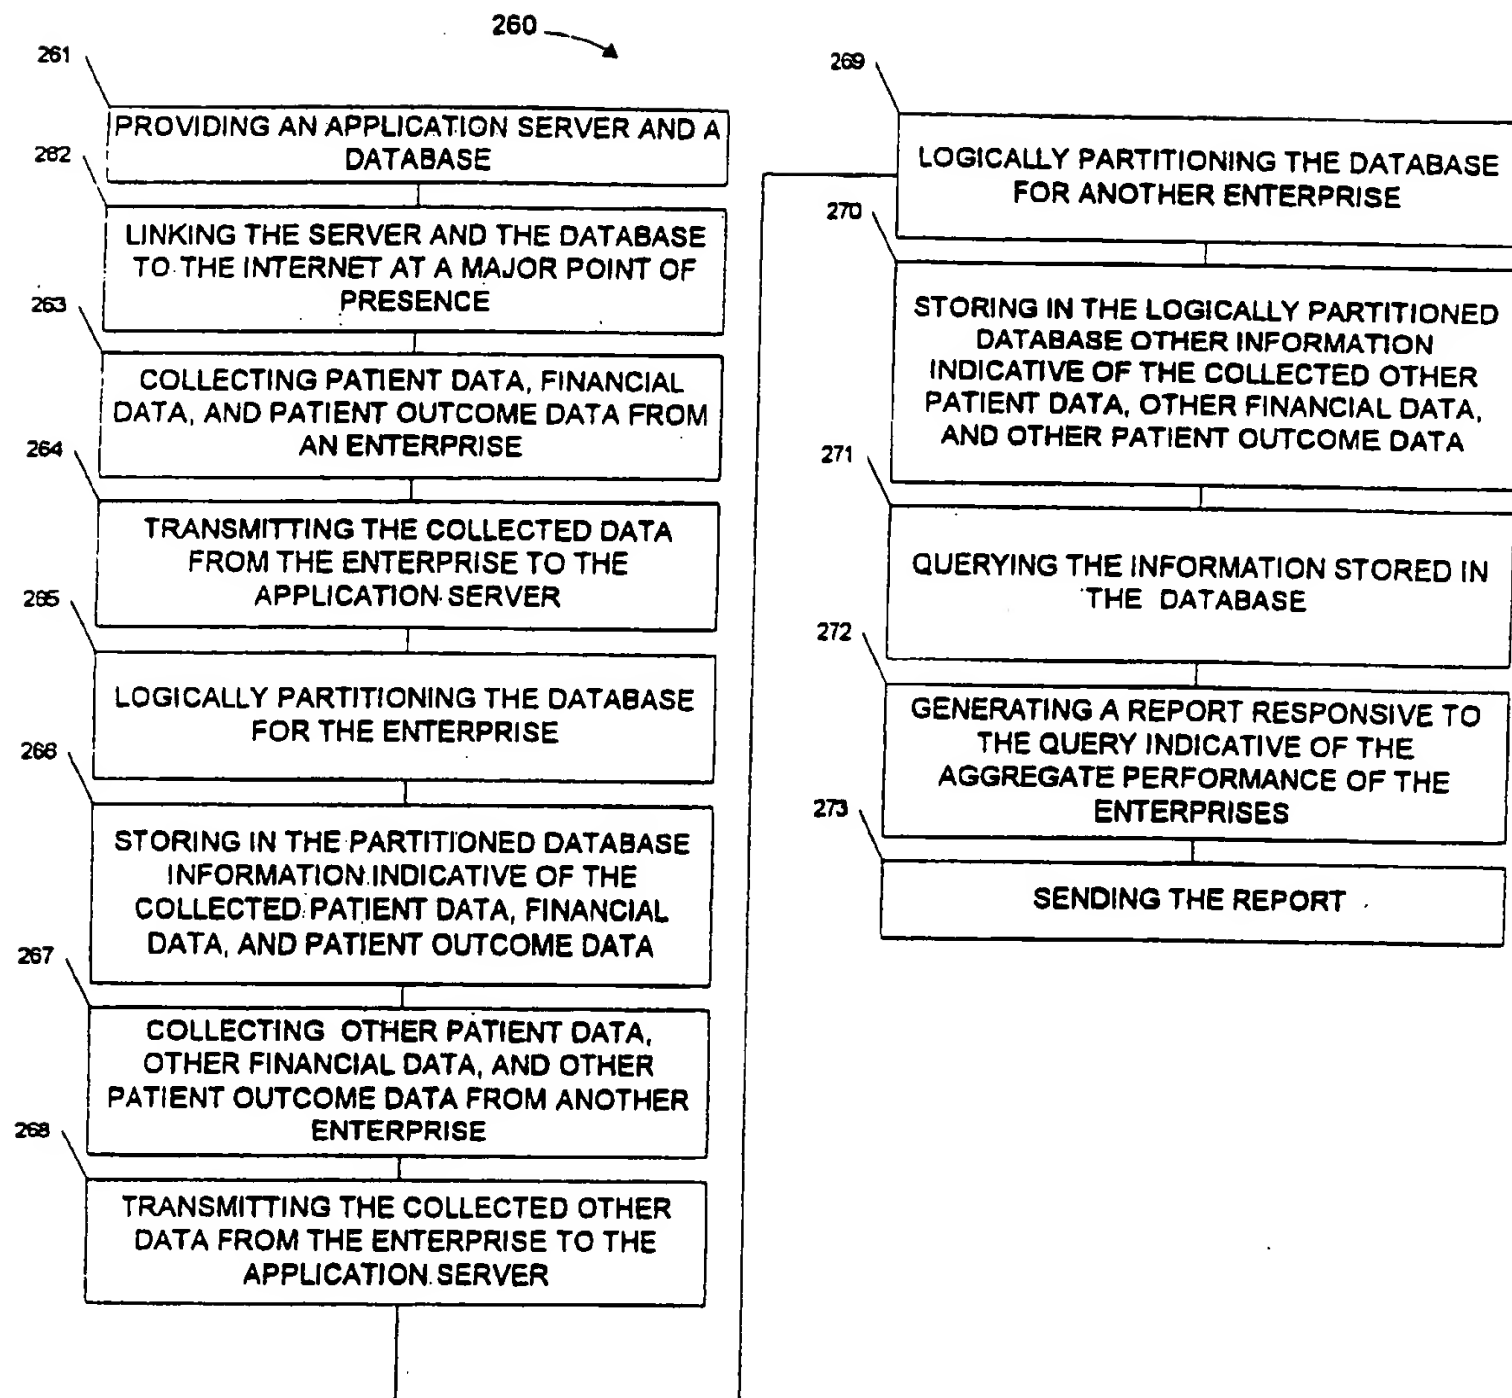 260
261
PROVIDING AN APPLICATION SERVER AND A
DATABASE
262
LINKING THE SERVER AND THE DATABASE
TO THE INTERNET AT A MAJOR POINT OF
PRESENCE
263
COLLECTING PATIENT DATA, FINANCIAL
DATA, AND PATIENT OUTCOME DATA FROM
AN ENTERPRISE
264
TRANSMITTING THE COLLECTED DATA
FROM THE ENTERPRISE TO THE
APPLICATION SERVER
265
LOGICALLY PARTITIONING THE DATABASE
FOR THE ENTERPRISE
266
STORING IN THE PARTITIONED DATABASE
INFORMATION INDICATIVE OF THE
COLLECTED PATIENT DATA, FINANCIAL
DATA, AND PATIENT OUTCOME DATA
267
COLLECTING OTHER PATIENT DATA,
OTHER FINANCIAL DATA, AND OTHER
PATIENT OUTCOME DATA FROM ANOTHER
ENTERPRISE
268
TRANSMITTING THE COLLECTED OTHER
DATA FROM THE ENTERPRISE TO THE
APPLICATION SERVER
269
LOGICALLY PARTITIONING THE DATABASE
FOR ANOTHER ENTERPRISE
270
STORING IN THE LOGICALLY PARTITIONED
DATABASE OTHER INFORMATION
INDICATIVE OF THE COLLECTED OTHER
PATIENT DATA, OTHER FINANCIAL DATA,
AND OTHER PATIENT OUTCOME DATA
271
QUERYING THE INFORMATION STORED IN
THE DATABASE
272
GENERATING A REPORT RESPONSIVE TO
THE QUERY INDICATIVE OF THE
AGGREGATE PERFORMANCE OF THE
ENTERPRISES
273
SENDING THE REPORT